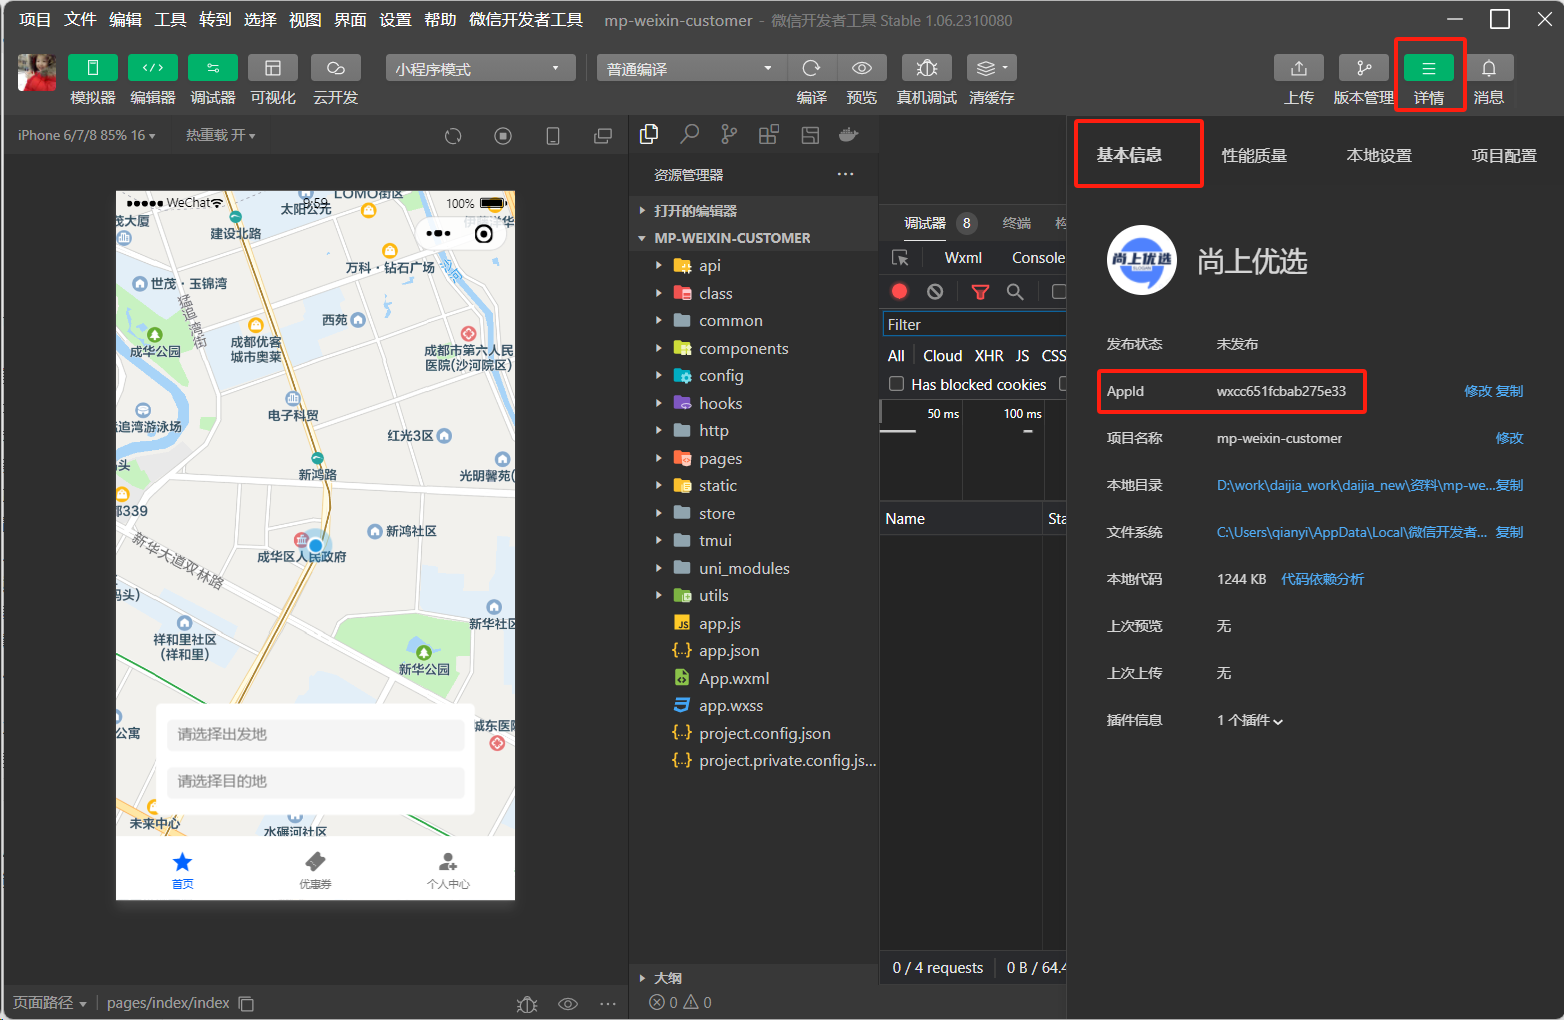 项目 文件 编辑 工具 转到 选择 视图 界面 设置 帮助 微信开发者工具 mp-weixin-customer - 微信开发者工具 Stable 1.06.2310080
模拟器 编辑器 调试器 可视化 云开发
小程序模式
普通编译
编译 预览 真机调试 清缓存
上传 版本管理 详情 消息
iPhone 6/7/8 85% 16
热重载 开
WeChat
9:59
100%
LOMO街区
太阳公元
茂大厦
建设北路
万科·钻石广场
世茂·玉锦湾
西苑
成华公园
成都优客
城市奥莱
成都市第六人民
医院(沙河院区)
电子科贸
追湾游泳场
红光3区
新鸿路
光明馨苑(
339
新鸿社区
成华区人民政府
新华大道双林路
码头)
新华社区
祥和里社区
(祥和里)
新华公园
公寓
城东医院
请选择出发地
请选择目的地
未来中心
水碾河社区
首页
优惠券
个人中心
页面路径
pages/index/index
资源管理器
打开的编辑器
MP-WEIXIN-CUSTOMER
api
class
common
components
config
hooks
http
pages
static
store
tmui
uni_modules
utils
app.js
app.json
App.wxml
app.wxss
project.config.json
project.private.config.js...
大纲
0 0
调试器 8 终端
Wxml Console
Filter
All Cloud XHR JS CSS
Has blocked cookies
50 ms 100 ms
Name Sta
0 / 4 requests 0 B / 64.4
基本信息 性能质量 本地设置 项目配置
尚上优选
尚上优选
发布状态 未发布
AppId wxcc651fcbab275e33 修改 复制
项目名称 mp-weixin-customer 修改
本地目录 D:\work\daijia_work\daijia_new\资料\mp-we... 复制
文件系统 C:\Users\qianyi\AppData\Local\微信开发者... 复制
本地代码 1244 KB 代码依赖分析
上次预览 无
上次上传 无
插件信息 1 个插件